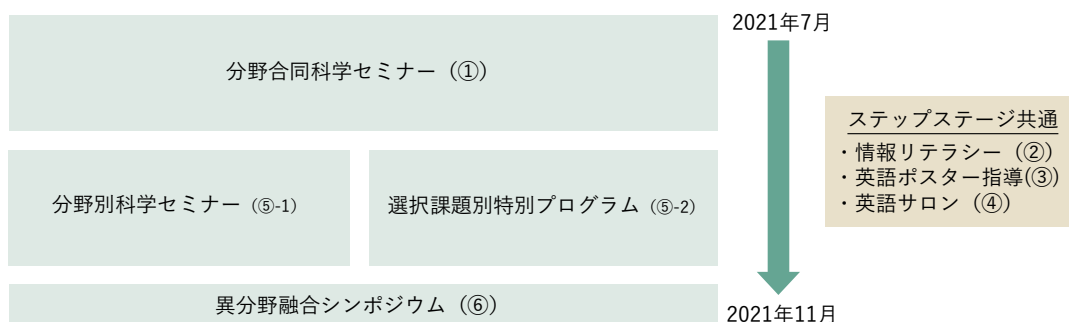 2021年7月
分野合同科学セミナー（①）
ステップステージ共通
・情報リテラシー（②）
・英語ポスター指導(③)
・英語サロン（④）
分野別科学セミナー（⑤-1）
選択課題別特別プログラム（⑤-2）
異分野融合シンポジウム（⑥）
2021年11月